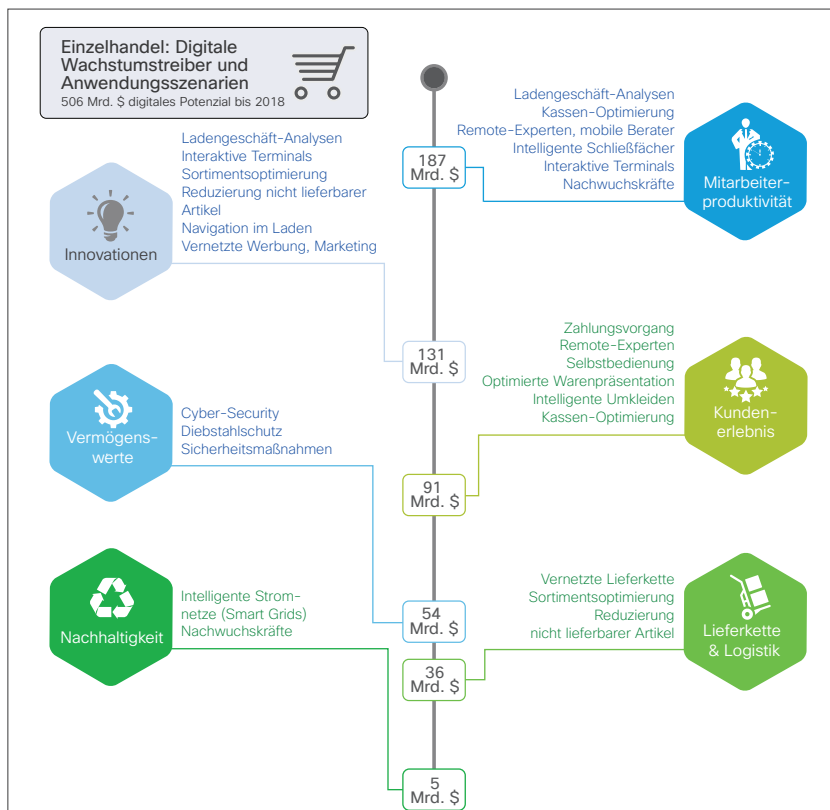 Einzelhandel: Digitale
Wachstumstreiber und
Anwendungsszenarien
506 Mrd. $ digitales Potenzial bis 2018
Ladengeschäft-Analysen
Kassen-Optimierung
Remote-Experten, mobile Berater
Intelligente Schließfächer
Interaktive Terminals
Nachwuchskräfte
187
Mrd. $
Mitarbeiter-
produktivität
Ladengeschäft-Analysen
Interaktive Terminals
Sortimentsoptimierung
Reduzierung nicht lieferbarer
Artikel
Navigation im Laden
Vernetzte Werbung, Marketing
Innovationen
131
Mrd. $
Zahlungsvorgang
Remote-Experten
Selbstbedienung
Optimierte Warenpräsentation
Intelligente Umkleiden
Kassen-Optimierung
Kunden-
erlebnis
91
Mrd. $
Cyber-Security
Diebstahlschutz
Sicherheitsmaßnahmen
Vermögens-
werte
54
Mrd. $
Vernetzte Lieferkette
Sortimentsoptimierung
Reduzierung
nicht lieferbarer Artikel
Lieferkette
& Logistik
36
Mrd. $
Intelligente Strom-
netze (Smart Grids)
Nachwuchskräfte
Nachhaltigkeit
5
Mrd. $